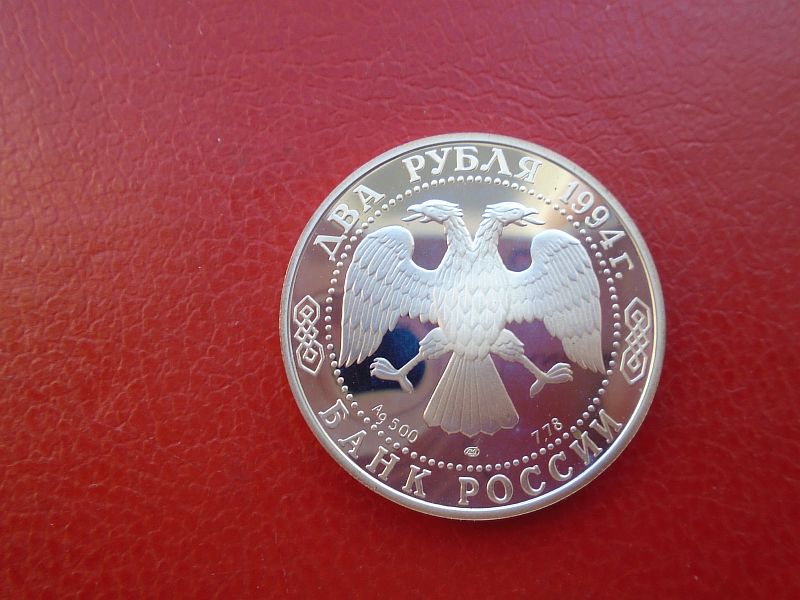 ДВА РУБЛЯ 1994 г.
Ag 500
7,78
БАНК РОССИИ